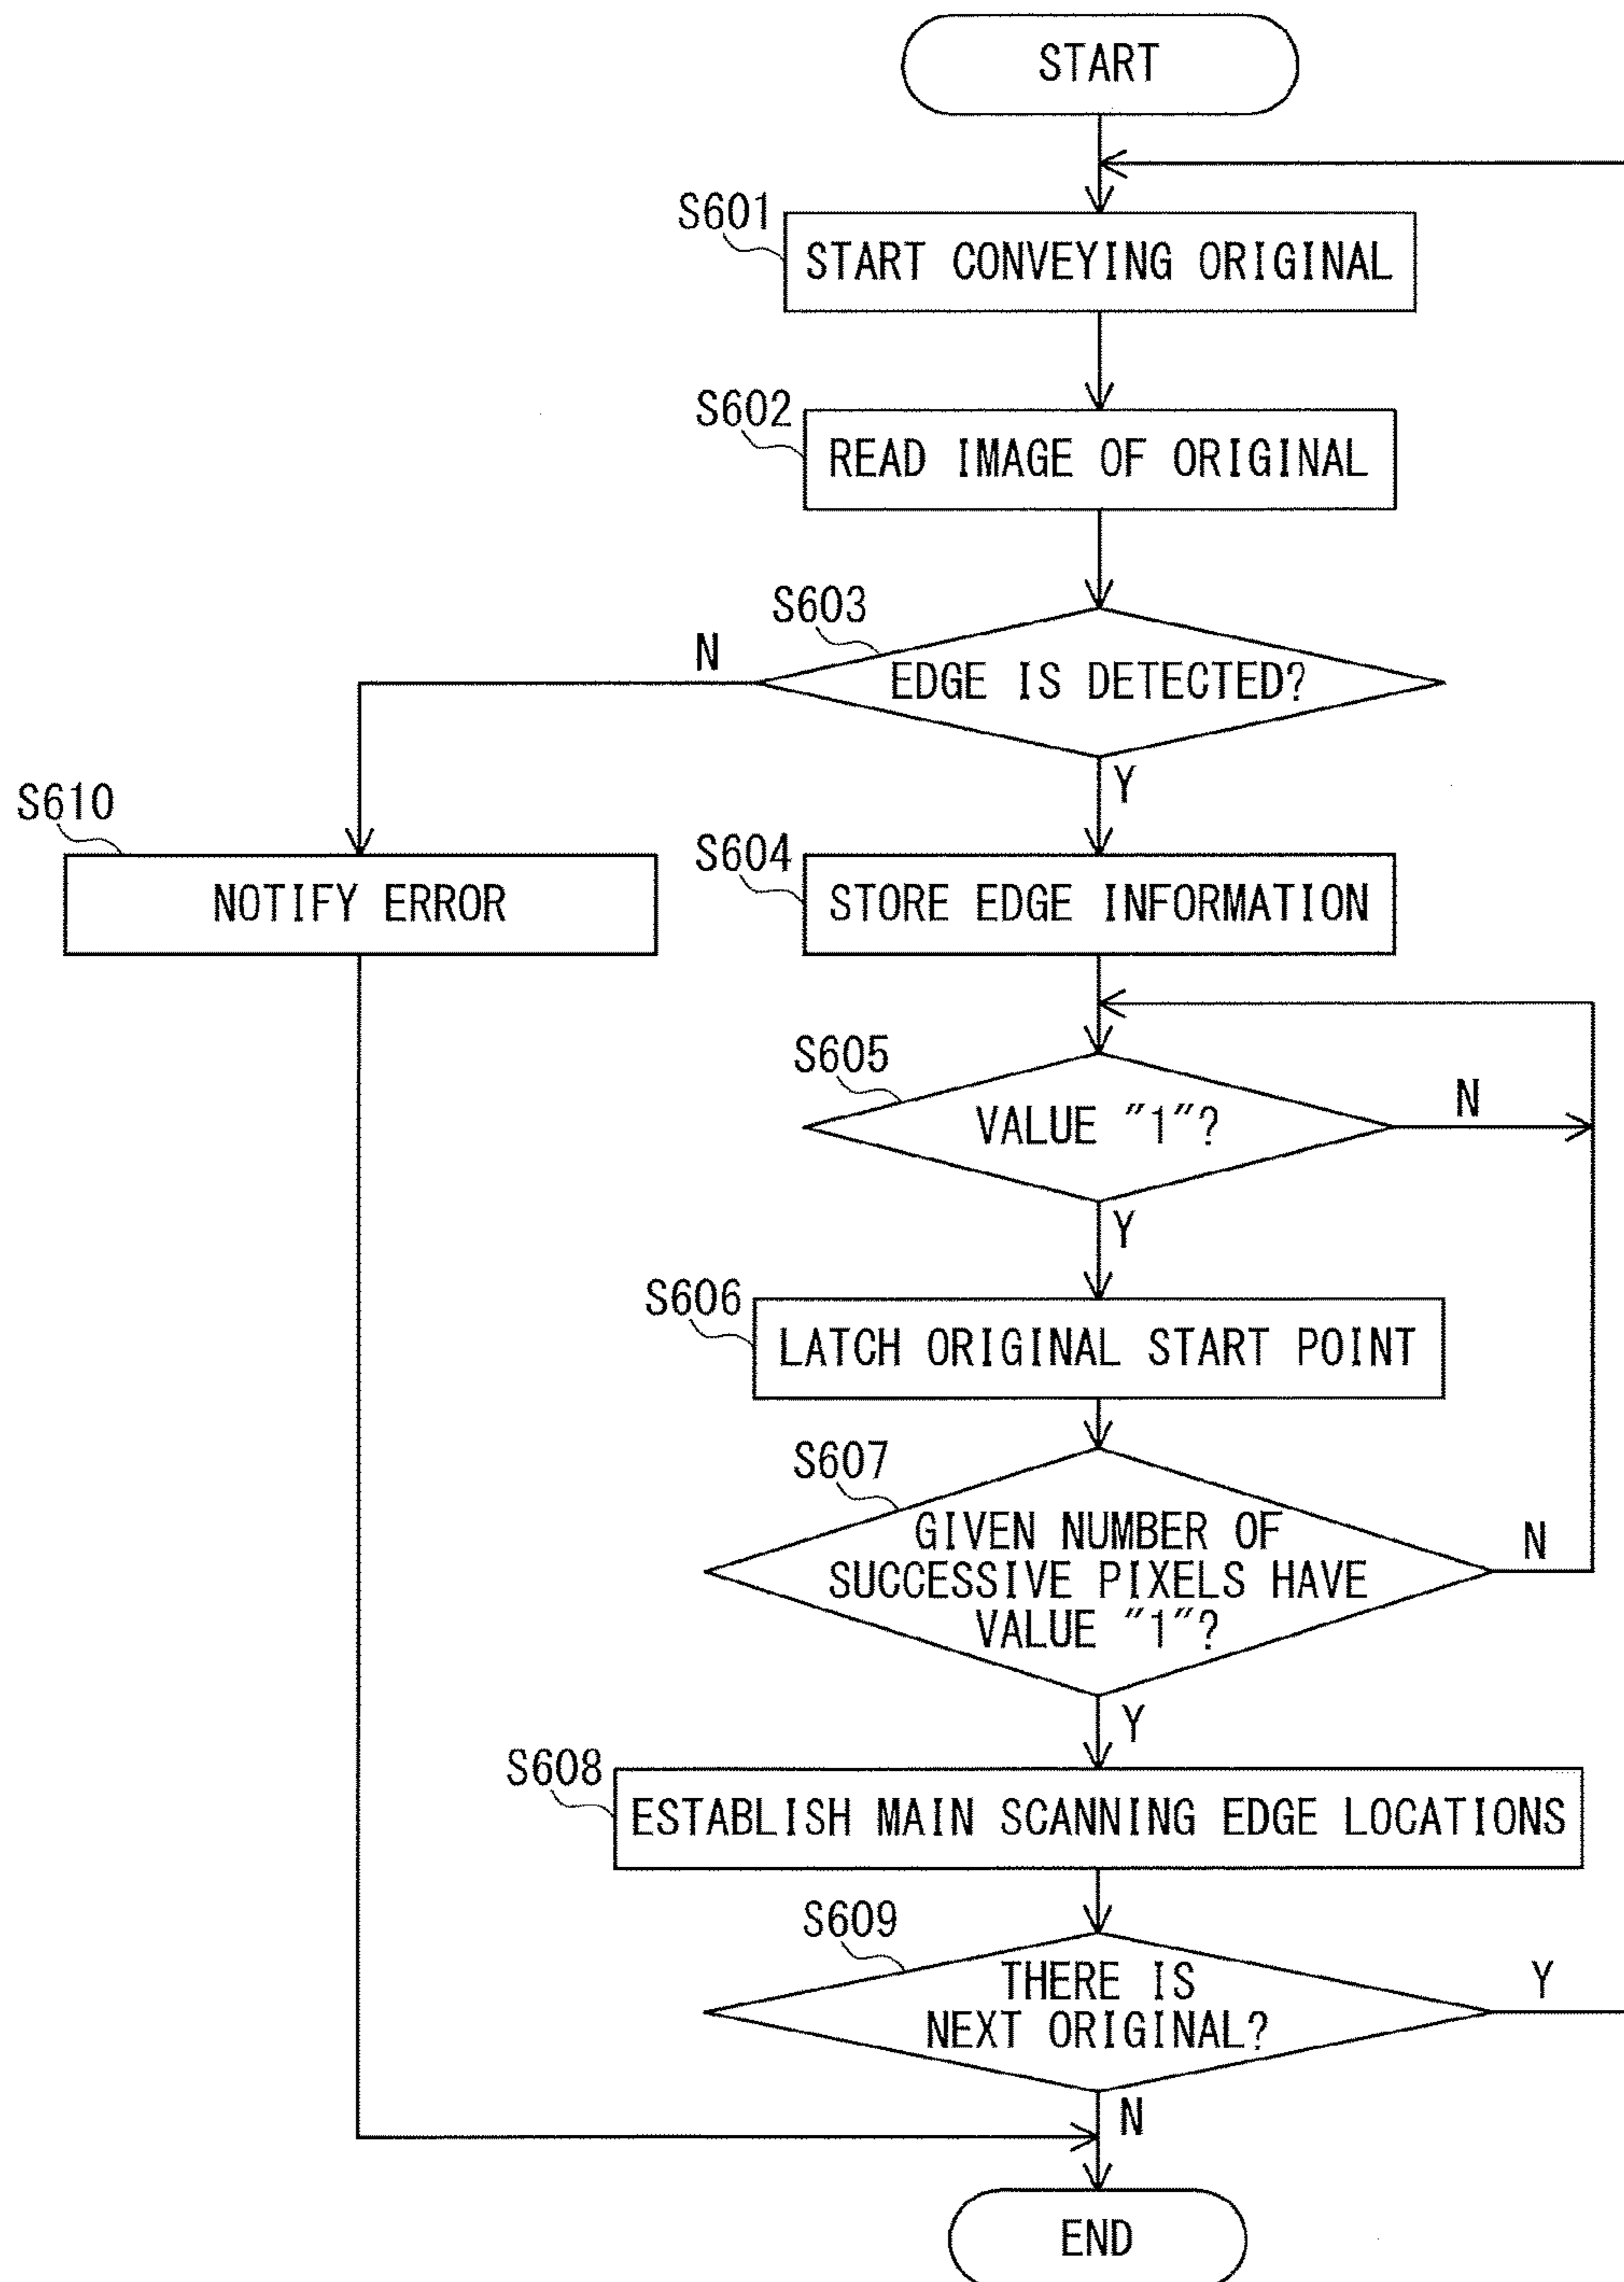 START
S601
START CONVEYING ORIGINAL
S602
READ IMAGE OF ORIGINAL
S603
N
EDGE IS DETECTED?
Y
S610
NOTIFY ERROR
S604
STORE EDGE INFORMATION
S605
VALUE "1"?
N
Y
S606
LATCH ORIGINAL START POINT
S607
GIVEN NUMBER OF
SUCCESSIVE PIXELS HAVE
VALUE "1"?
N
Y
S608
ESTABLISH MAIN SCANNING EDGE LOCATIONS
S609
THERE IS
NEXT ORIGINAL?
Y
N
END